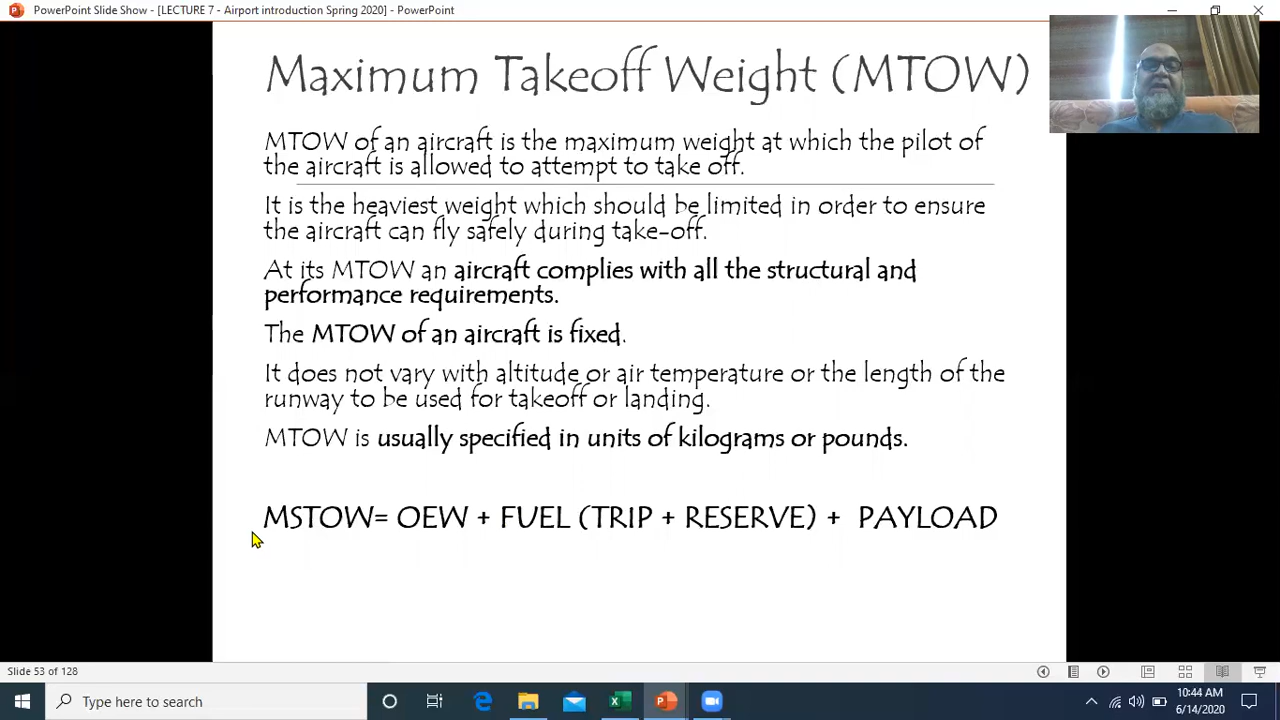 PowerPoint Slide Show - [LECTURE 7 - Airport introduction Spring 2020] - PowerPoint
Maximum Takeoff Weight (MTOW)
MTOW of an aircraft is the maximum weight at which the pilot of
the aircraft is allowed to attempt to take off.
It is the heaviest weight which should be limited in order to ensure
the aircraft can fly safely during take-off.
At its MTOW an aircraft complies with all the structural and
performance requirements.
The MTOW of an aircraft is fixed.
It does not vary with altitude or air temperature or the length of the
runway to be used for takeoff or landing.
MTOW is usually specified in units of kilograms or pounds.
MSTOW= OEW + FUEL (TRIP + RESERVE) + PAYLOAD
Slide 53 of 128
Type here to search
10:44 AM
6/14/2020